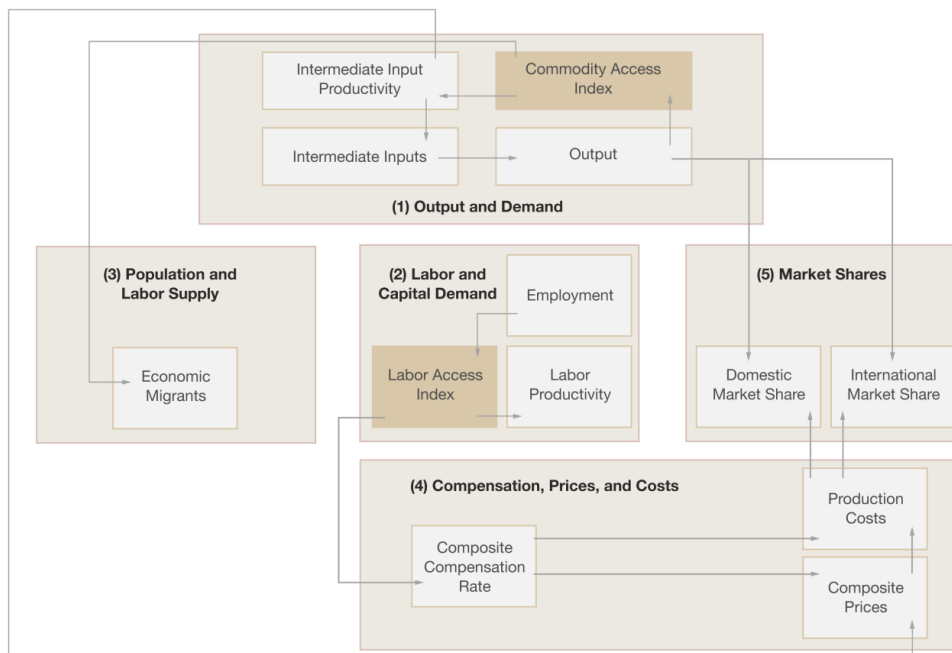 Intermediate Input
Productivity
Commodity Access
Index
Intermediate Inputs
Output
(1) Output and Demand
(3) Population and
Labor Supply
Economic
Migrants
(2) Labor and
Capital Demand
Employment
Labor Access
Index
Labor
Productivity
(5) Market Shares
Domestic
Market Share
International
Market Share
(4) Compensation, Prices, and Costs
Production
Costs
Composite
Compensation
Rate
Composite
Prices